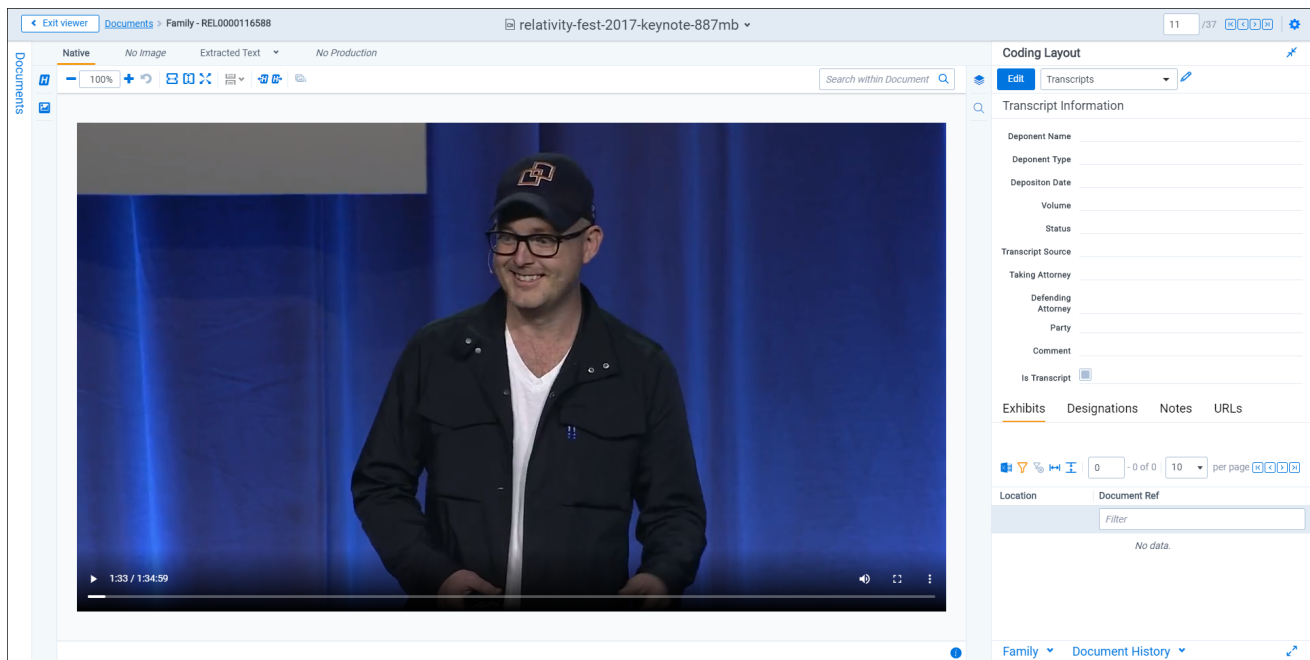 Exit viewer Documents > Family - REL0000116588 relativity-fest-2017-keynote-887mb 11 /37
Documents
Native No Image Extracted Text No Production
100% Search within Document
1:33 / 1:34:59
Coding Layout
Edit Transcripts
Transcript Information
Deponent Name
Deponent Type
Depositon Date
Volume
Status
Transcript Source
Taking Attorney
Defending
Attorney
Party
Comment
Is Transcript
Exhibits Designations Notes URLs
0 - 0 of 0 10 per page
Location Document Ref
Filter
No data.
Family Document History